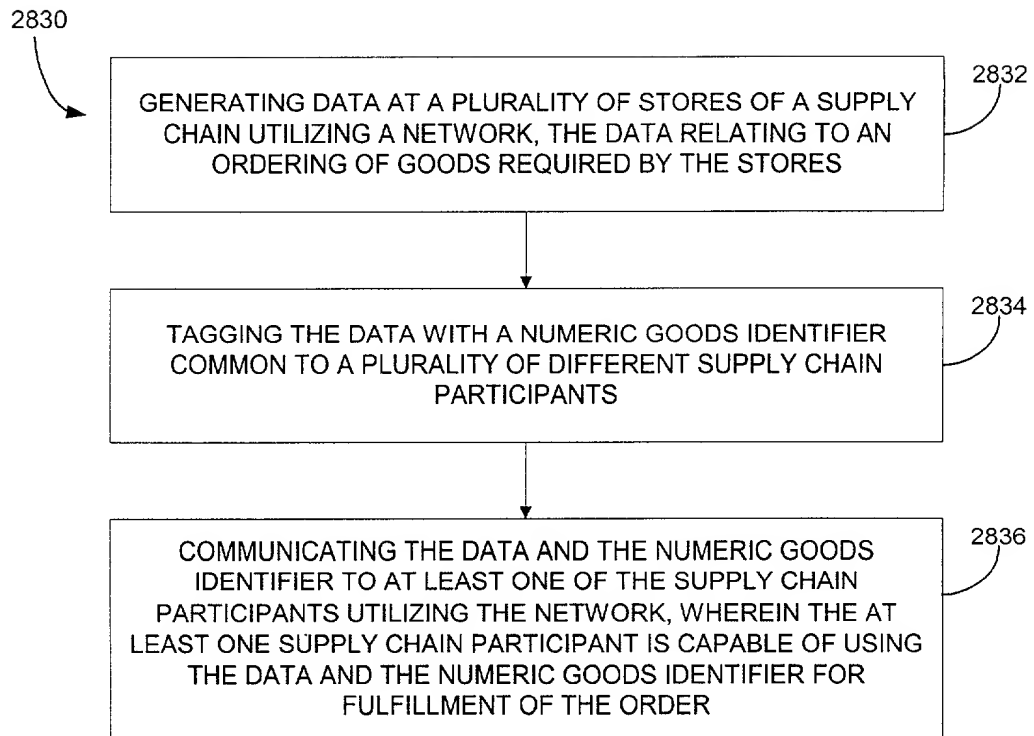 2830
2832
GENERATING DATA AT A PLURALITY OF STORES OF A SUPPLY
CHAIN UTILIZING A NETWORK, THE DATA RELATING TO AN
ORDERING OF GOODS REQUIRED BY THE STORES
2834
TAGGING THE DATA WITH A NUMERIC GOODS IDENTIFIER
COMMON TO A PLURALITY OF DIFFERENT SUPPLY CHAIN
PARTICIPANTS
2836
COMMUNICATING THE DATA AND THE NUMERIC GOODS
IDENTIFIER TO AT LEAST ONE OF THE SUPPLY CHAIN
PARTICIPANTS UTILIZING THE NETWORK, WHEREIN THE AT
LEAST ONE SUPPLY CHAIN PARTICIPANT IS CAPABLE OF USING
THE DATA AND THE NUMERIC GOODS IDENTIFIER FOR
FULFILLMENT OF THE ORDER